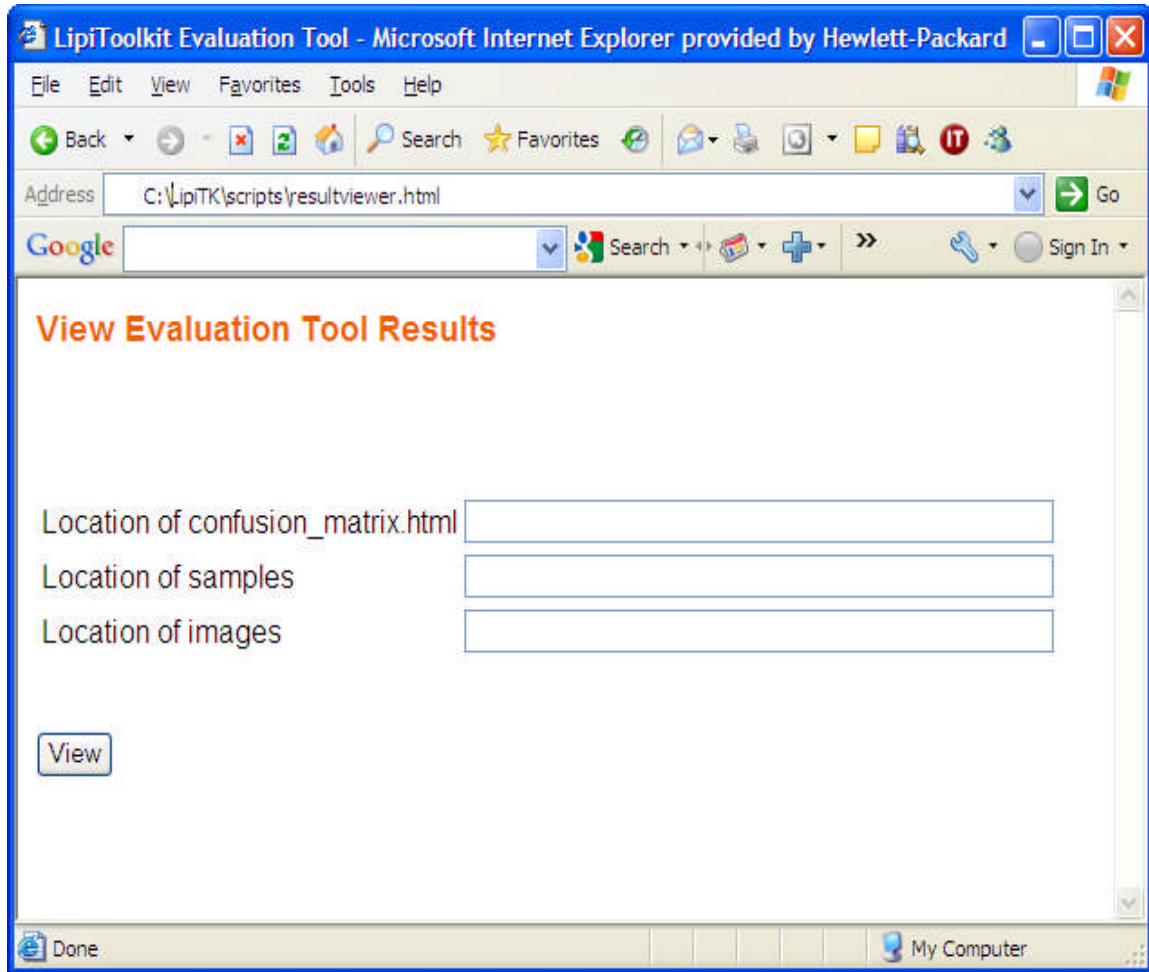 LipiToolkit Evaluation Tool - Microsoft Internet Explorer provided by Hewlett-Packard
File Edit View Favorites Tools Help
Back Search Favorites
Address C:\LipiTK\scripts\resultviewer.html Go
Google Search » Sign In
View Evaluation Tool Results
Location of confusion_matrix.html
Location of samples
Location of images
View
Done My Computer